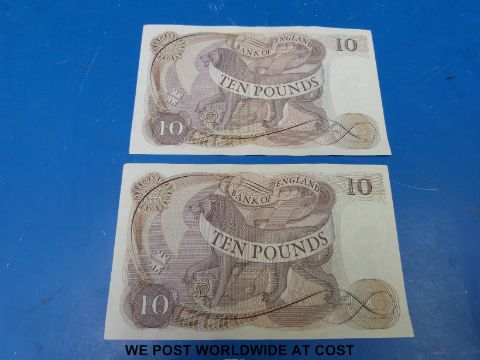 10
BANK OF ENGLAND
TEN POUNDS
10
10
BANK OF ENGLAND
TEN POUNDS
10
WE POST WORLDWIDE AT COST